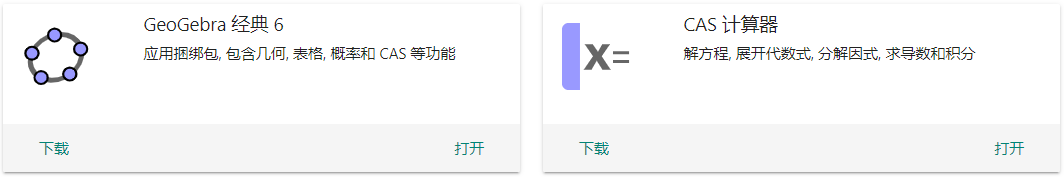 GeoGebra 经典 6
应用捆绑包, 包含几何, 表格, 概率和 CAS 等功能
下载
打开
CAS 计算器
x=
解方程, 展开代数式, 分解因式, 求导数和积分
下载
打开